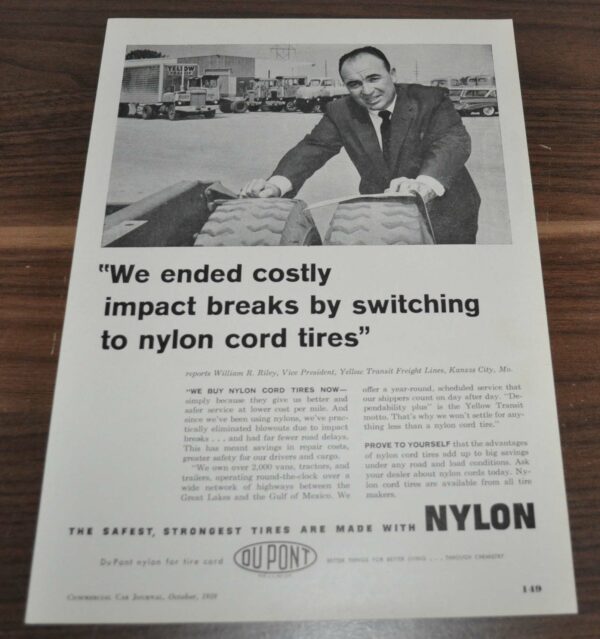 YELLOW
"We ended costly
impact breaks by switching
to nylon cord tires"
reports William R. Riley, Vice President, Yellow Transit Freight Lines, Kansas City, Mo.
"WE BUY NYLON CORD TIRES NOW—
simply because they give us better and
safer service at lower cost per mile. And
since we've been using nylons, we've prac-
tically eliminated blowouts due to impact
breaks . . . and had far fewer road delays.
This has meant savings in repair costs,
greater safety for our drivers and cargo.
"We own over 2,000 vans, tractors, and
trailers, operating round-the-clock over a
wide network of highways between the
Great Lakes and the Gulf of Mexico. We
offer a year-round, scheduled service that
our shippers count on day after day. "De-
pendability plus" is the Yellow Transit
motto. That's why we won't settle for any-
thing less than a nylon cord tire."
PROVE TO YOURSELF that the advantages
of nylon cord tires add up to big savings
under any road and load conditions. Ask
your dealer about nylon cords today. Ny-
lon cord tires are available from all tire
makers.
THE SAFEST, STRONGEST TIRES ARE MADE WITH NYLON
Du Pont nylon for tire cord
DU PONT
BETTER THINGS FOR BETTER LIVING . . . THROUGH CHEMISTRY
COMMERCIAL CAR JOURNAL, October, 1959
149